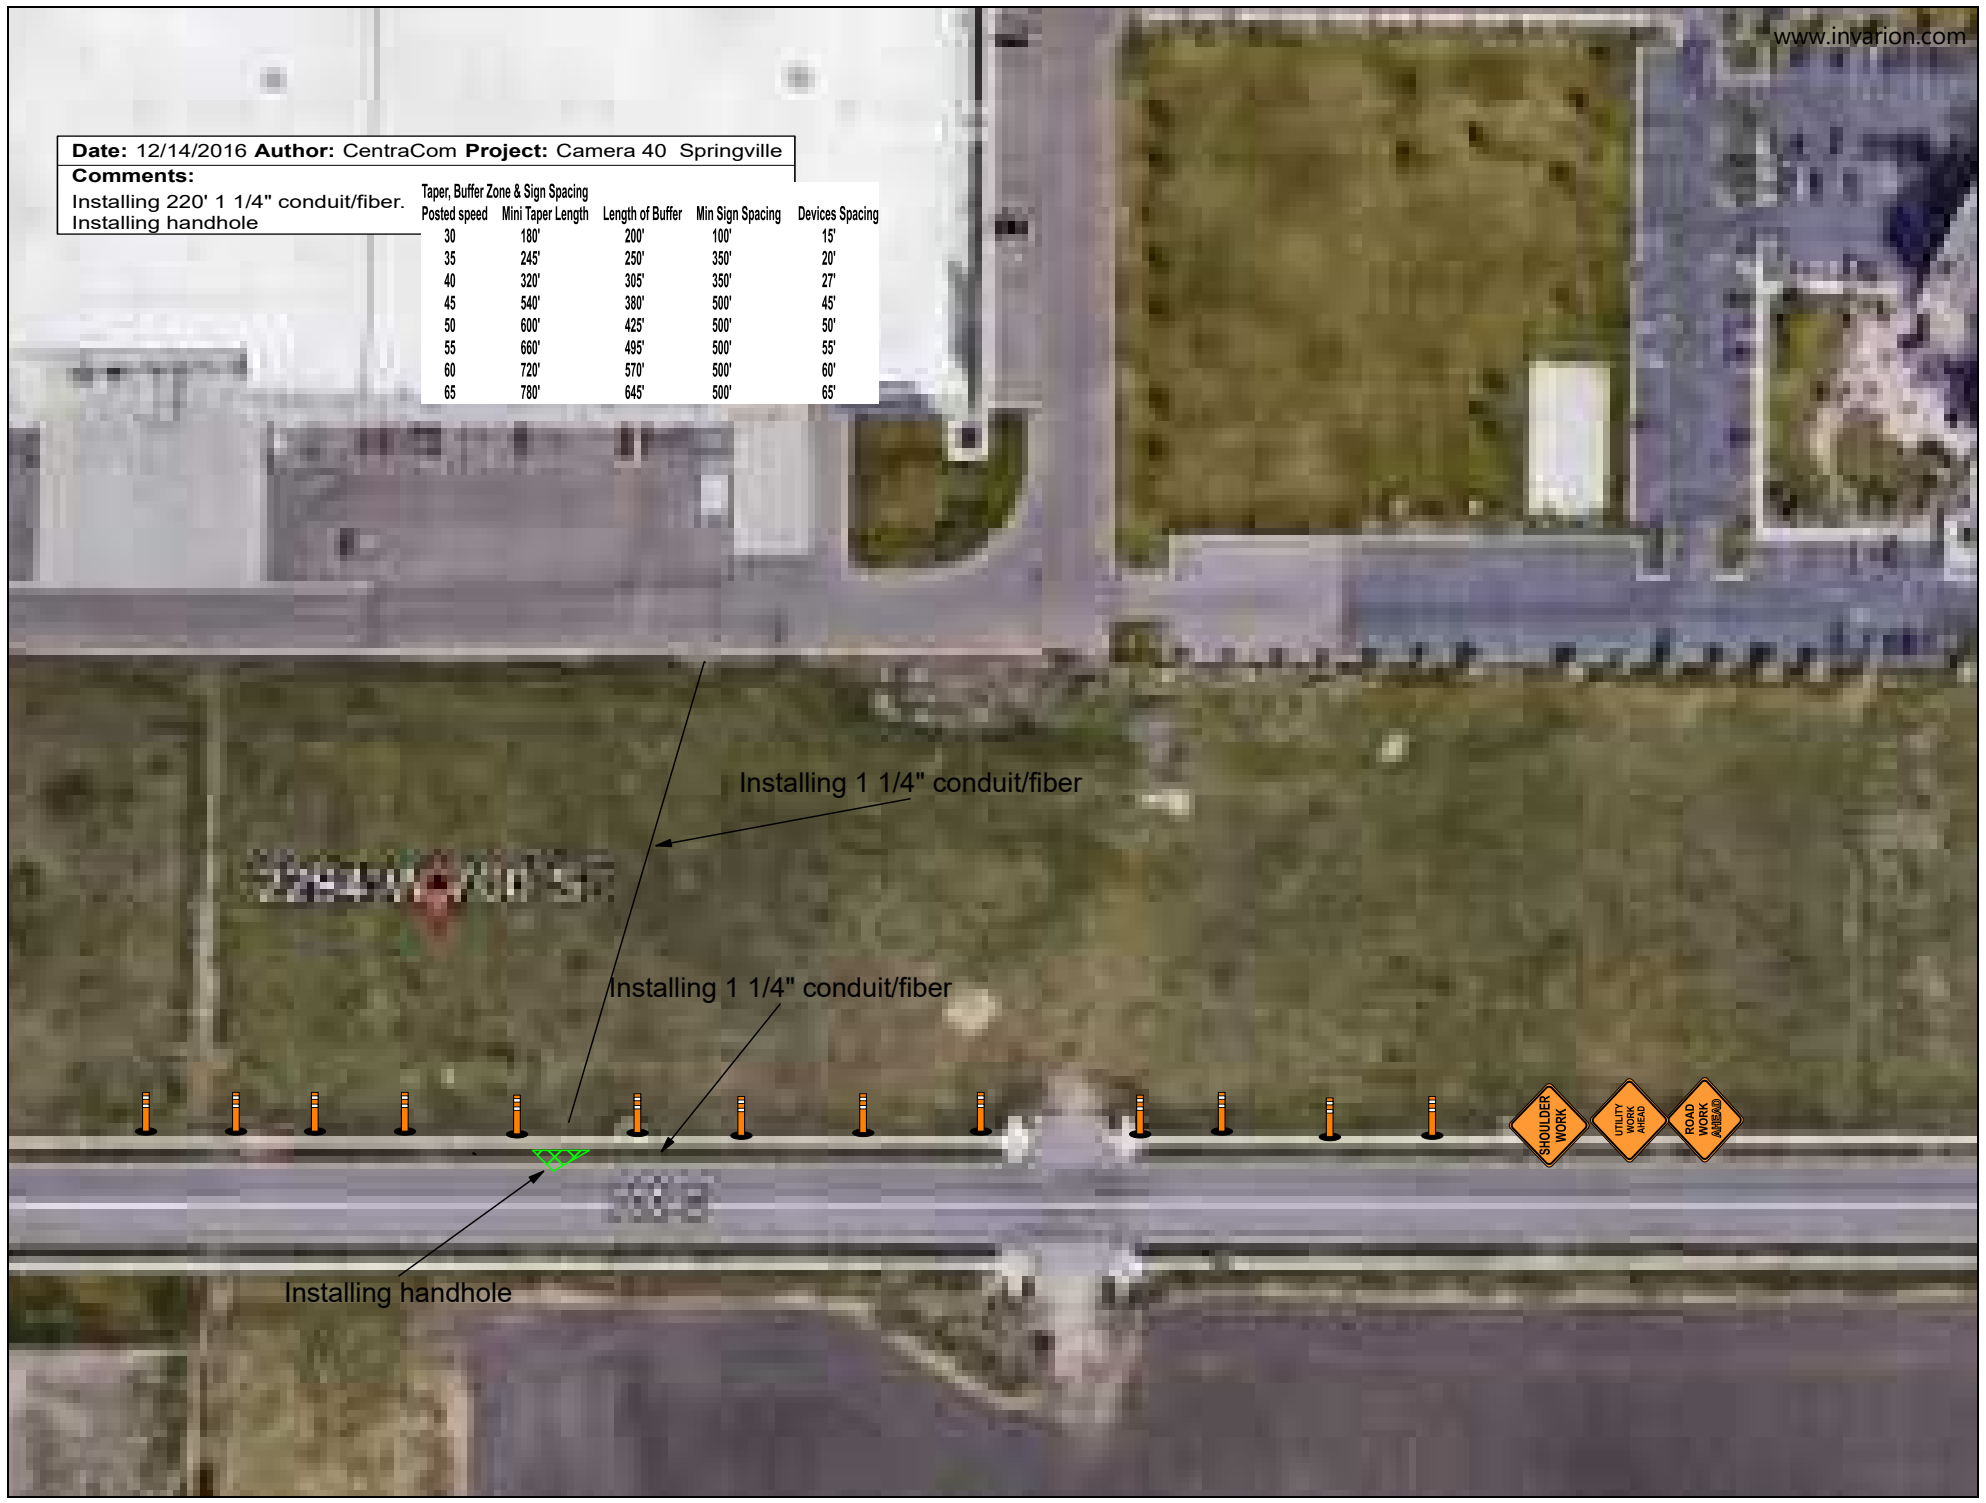 www.invarion.com
Date: 12/14/2016 Author: CentraCom Project: Camera 40 Springville
Comments:
Installing 220' 1 1/4" conduit/fiber.
Installing handhole
Taper, Buffer Zone & Sign Spacing
Posted speed Mini Taper Length Length of Buffer Min Sign Spacing Devices Spacing
30 180' 200' 100' 15'
35 245' 250' 350' 20'
40 320' 305' 350' 27'
45 540' 380' 500' 45'
50 600' 425' 500' 50'
55 660' 495' 500' 55'
60 720' 570' 500' 60'
65 780' 645' 500' 65'
Installing 1 1/4" conduit/fiber
Installing 1 1/4" conduit/fiber
SHOULDER
WORK
UTILITY
WORK
AHEAD
ROAD
WORK
AHEAD
Installing handhole